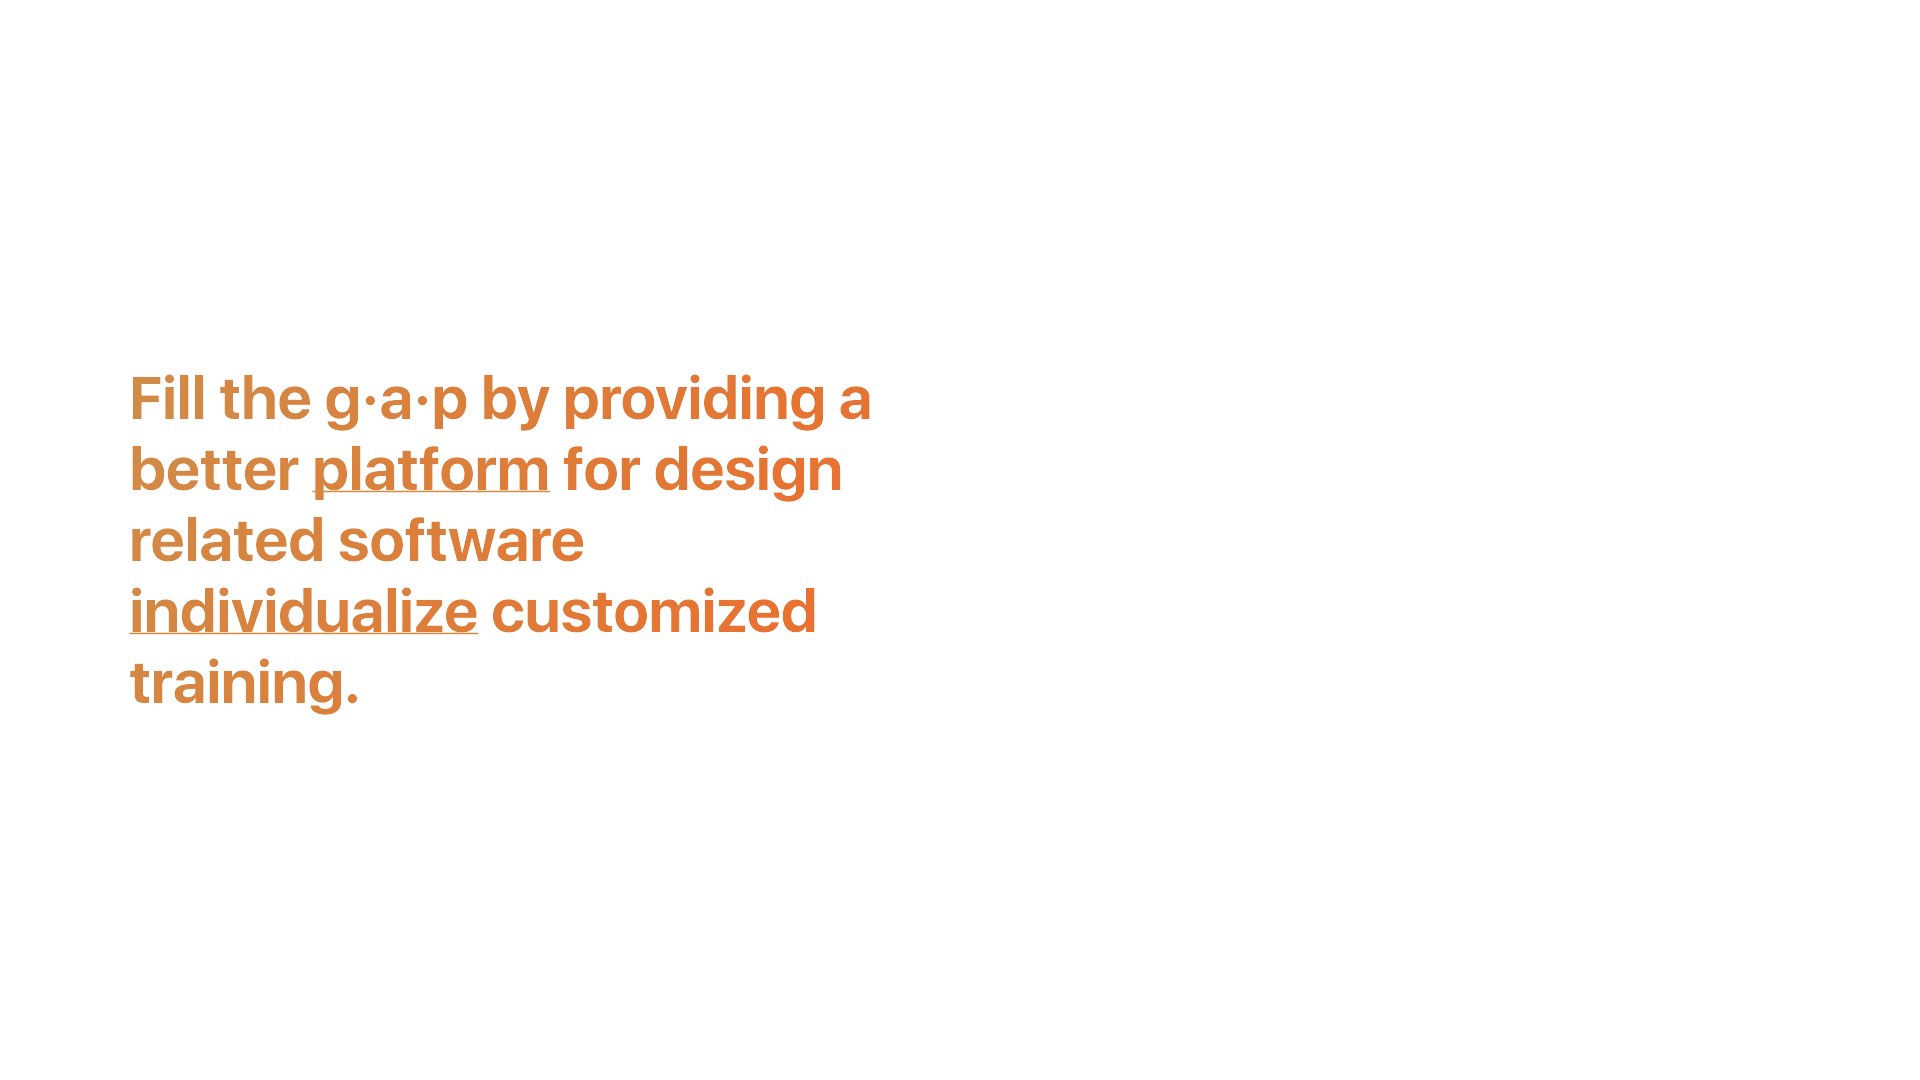 Fill the g·a·p by providing a
better platform for design
related software
individualize customized
training.